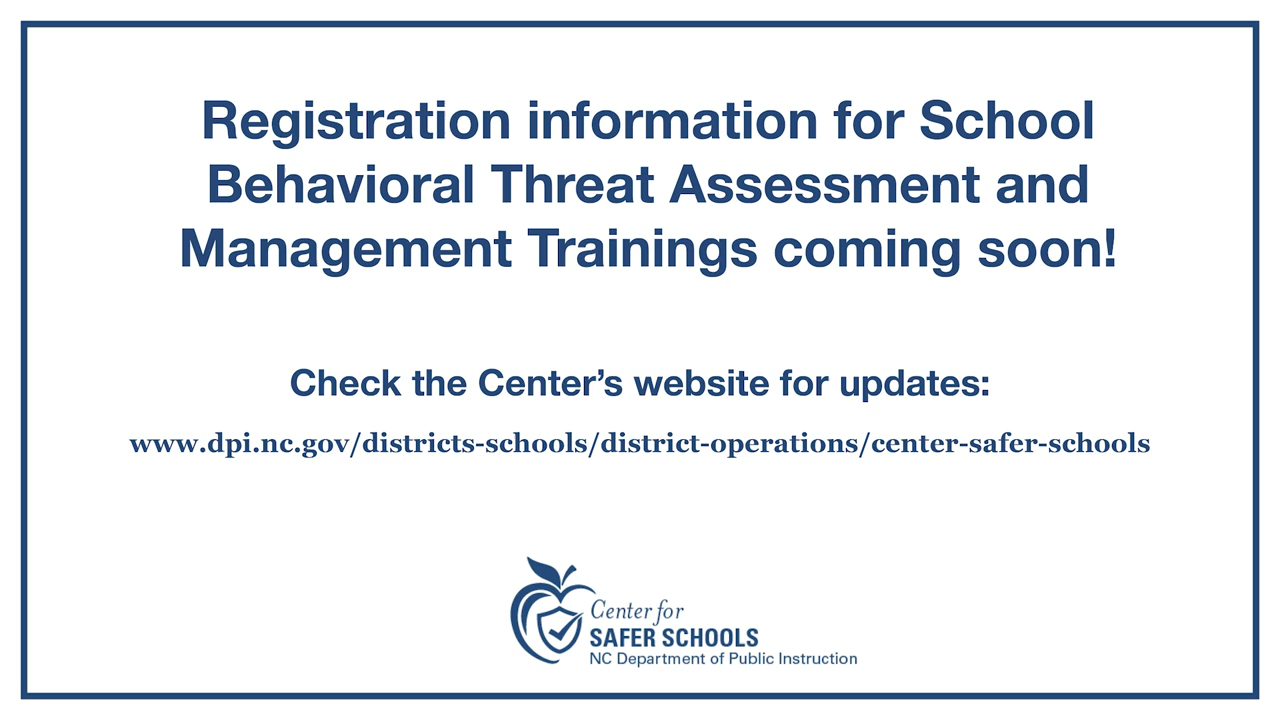 Registration information for School
Behavioral Threat Assessment and
Management Trainings coming soon!
Check the Center’s website for updates:
www.dpi.nc.gov/districts-schools/district-operations/center-safer-schools
Center for
SAFER SCHOOLS
NC Department of Public Instruction